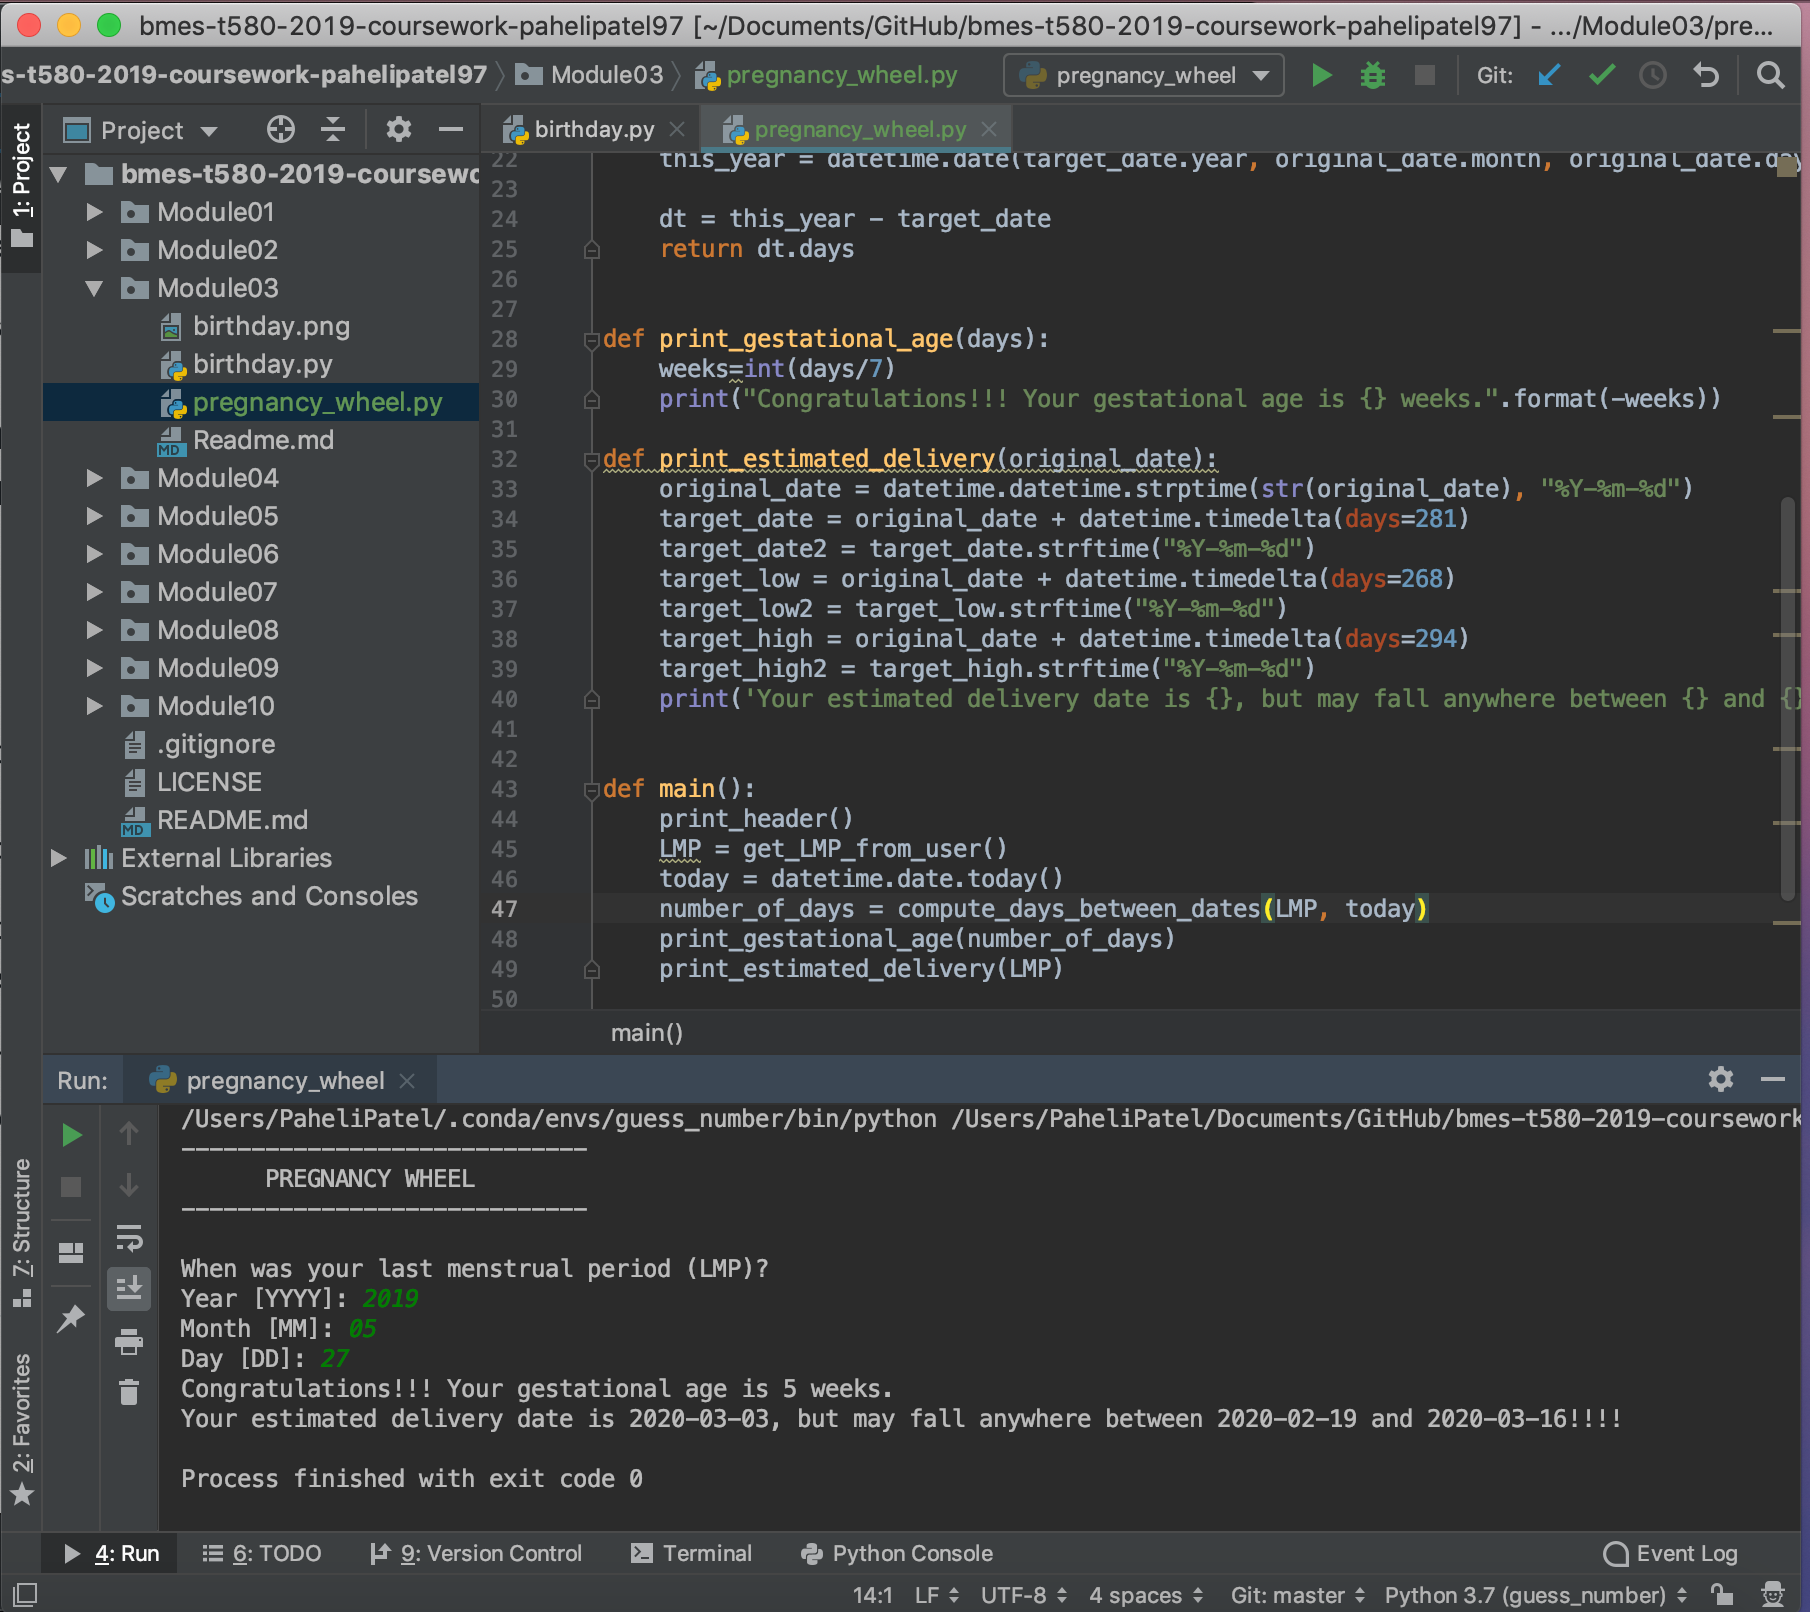 bmes-t580-2019-coursework-pahelipatel97 [~/Documents/GitHub/bmes-t580-2019-coursework-pahelipatel97] - .../Module03/pre...
s-t580-2019-coursework-pahelipatel97
Module03
pregnancy_wheel.py
pregnancy_wheel
Git:
1: Project
Project
birthday.py
pregnancy_wheel.py
bmes-t580-2019-coursewo
Module01
Module02
Module03
birthday.png
birthday.py
pregnancy_wheel.py
Readme.md
Module04
Module05
Module06
Module07
Module08
Module09
Module10
.gitignore
LICENSE
README.md
External Libraries
Scratches and Consoles
22     this_year = datetime.date(target_date.year, original_date.month, original_date.day
23
24     dt = this_year - target_date
25     return dt.days
26
27
28 def print_gestational_age(days):
29     weeks=int(days/7)
30     print("Congratulations!!! Your gestational age is {} weeks.".format(-weeks))
31
32 def print_estimated_delivery(original_date):
33     original_date = datetime.datetime.strptime(str(original_date), "%Y-%m-%d")
34     target_date = original_date + datetime.timedelta(days=281)
35     target_date2 = target_date.strftime("%Y-%m-%d")
36     target_low = original_date + datetime.timedelta(days=268)
37     target_low2 = target_low.strftime("%Y-%m-%d")
38     target_high = original_date + datetime.timedelta(days=294)
39     target_high2 = target_high.strftime("%Y-%m-%d")
40     print('Your estimated delivery date is {}, but may fall anywhere between {} and {}
41
42
43 def main():
44     print_header()
45     LMP = get_LMP_from_user()
46     today = datetime.date.today()
47     number_of_days = compute_days_between_dates(LMP, today)
48     print_gestational_age(number_of_days)
49     print_estimated_delivery(LMP)
50
main()
Run:
pregnancy_wheel
/Users/PaheliPatel/.conda/envs/guess_number/bin/python /Users/PaheliPatel/Documents/GitHub/bmes-t580-2019-coursework
-----------------------------
      PREGNANCY WHEEL
-----------------------------
When was your last menstrual period (LMP)?
Year [YYYY]: 2019
Month [MM]: 05
Day [DD]: 27
Congratulations!!! Your gestational age is 5 weeks.
Your estimated delivery date is 2020-03-03, but may fall anywhere between 2020-02-19 and 2020-03-16!!!!
Process finished with exit code 0
7: Structure
2: Favorites
4: Run
6: TODO
9: Version Control
Terminal
Python Console
Event Log
14:1
LF
UTF-8
4 spaces
Git: master
Python 3.7 (guess_number)